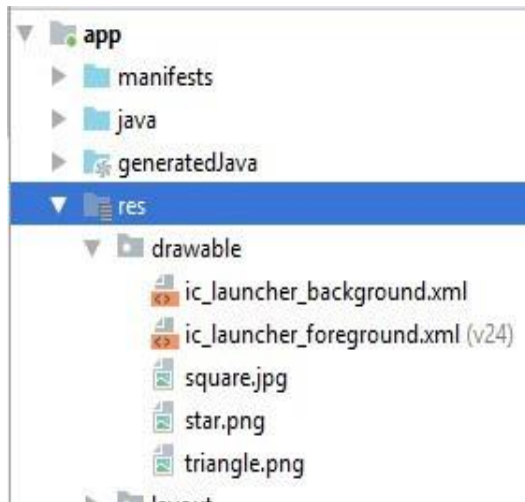 app
manifests
java
generatedJava
res
drawable
ic_launcher_background.xml
ic_launcher_foreground.xml (v24)
square.jpg
star.png
triangle.png